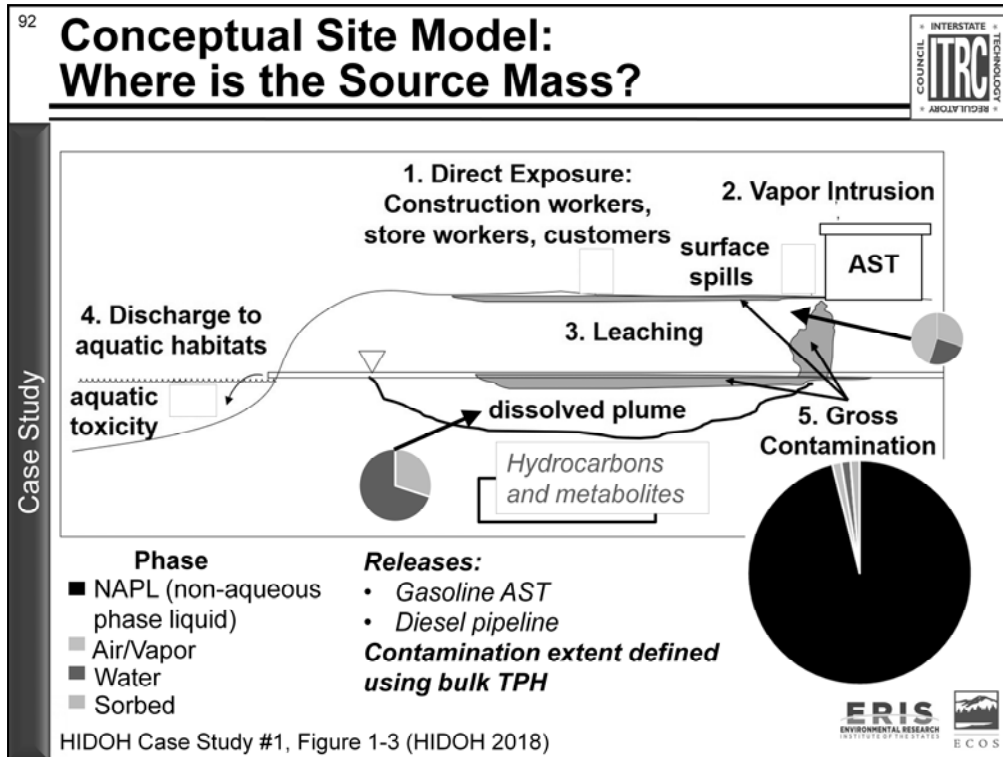 92
Conceptual Site Model:
Where is the Source Mass?
INTERSTATE
COUNCIL
ITRC
TECHNOLOGY
REGULATORY
Case Study
1. Direct Exposure:
Construction workers,
store workers, customers
2. Vapor Intrusion
surface
spills
AST
4. Discharge to
aquatic habitats
3. Leaching
aquatic
toxicity
dissolved plume
5. Gross
Contamination
Hydrocarbons
and metabolites
Phase
NAPL (non-aqueous
phase liquid)
Air/Vapor
Water
Sorbed
Releases:
• Gasoline AST
• Diesel pipeline
Contamination extent defined
using bulk TPH
HIDOH Case Study #1, Figure 1-3 (HIDOH 2018)
ERIS
ENVIRONMENTAL RESEARCH
INSTITUTE OF THE STATES
ECOS